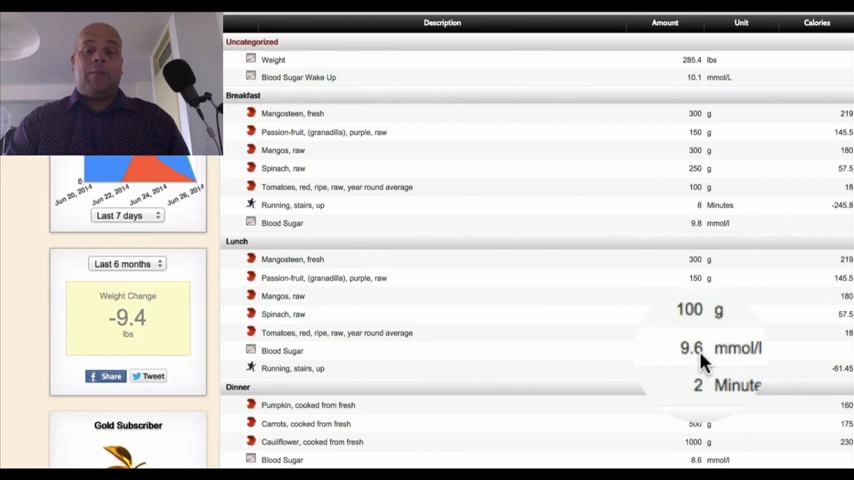 Description Amount Unit Calories
Uncategorized
Weight 285.4 lbs
Blood Sugar Wake Up 10.1 mmol/L
Breakfast
Mangosteen, fresh 300 g 219
Passion-fruit, (granadilla), purple, raw 150 g 145.5
Mangos, raw 300 g 180
Spinach, raw 250 g 57.5
Tomatoes, red, ripe, raw, year round average 100 g 18
Running, stairs, up 8 Minutes -245.8
Blood Sugar 9.8 mmol/l
Lunch
Mangosteen, fresh 300 g 219
Passion-fruit, (granadilla), purple, raw 150 g 145.5
Mangos, raw 180
Spinach, raw 57.5
Tomatoes, red, ripe, raw, year round average 100 g 18
Blood Sugar 9.6 mmol/l
Running, stairs, up 2 Minute -61.45
Dinner
Pumpkin, cooked from fresh 160
Carrots, cooked from fresh 500 g 175
Cauliflower, cooked from fresh 1000 g 230
Blood Sugar 8.6 mmol/l
0
Jun 20, 2014
Jun 22, 2014
Jun 24, 2014
Jun 26, 2014
Last 7 days
Last 6 months
Weight Change
-9.4
lbs
Share Tweet
Gold Subscriber